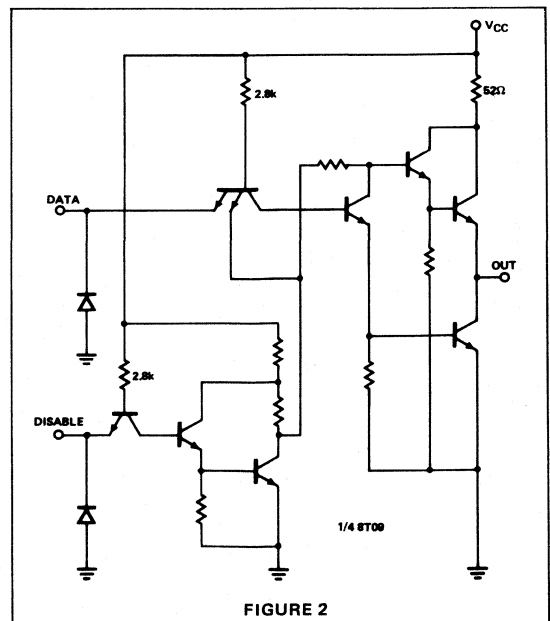 VCC
52Ω
2.8k
DATA
OUT
2.8k
DISABLE
1/4 8T09
FIGURE 2